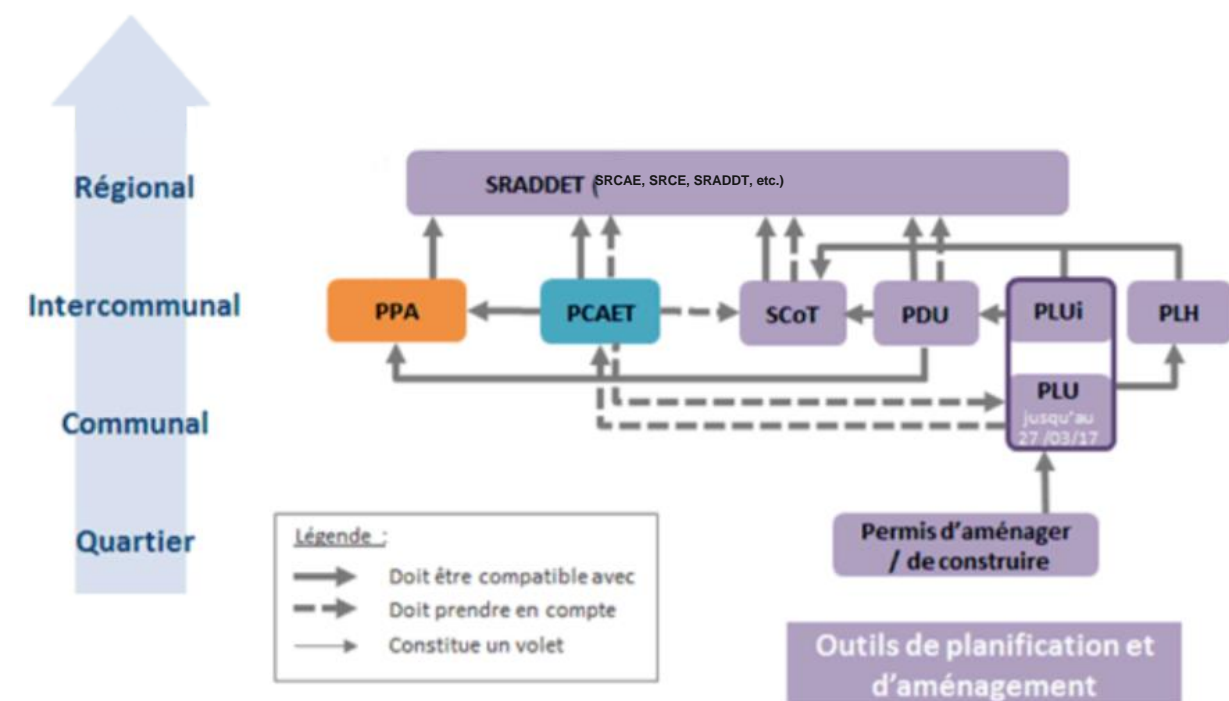 Régional
SRADDET (SRCAE, SRCE, SRADDT, etc.)
Intercommunal
PPA
PCAET
SCoT
PDU
PLUi
PLH
Communal
PLU
jusqu'au
27 /03/17
Quartier
Permis d'aménager
/ de construire
Légende :
Doit être compatible avec
Doit prendre en compte
Constitue un volet
Outils de planification et
d'aménagement